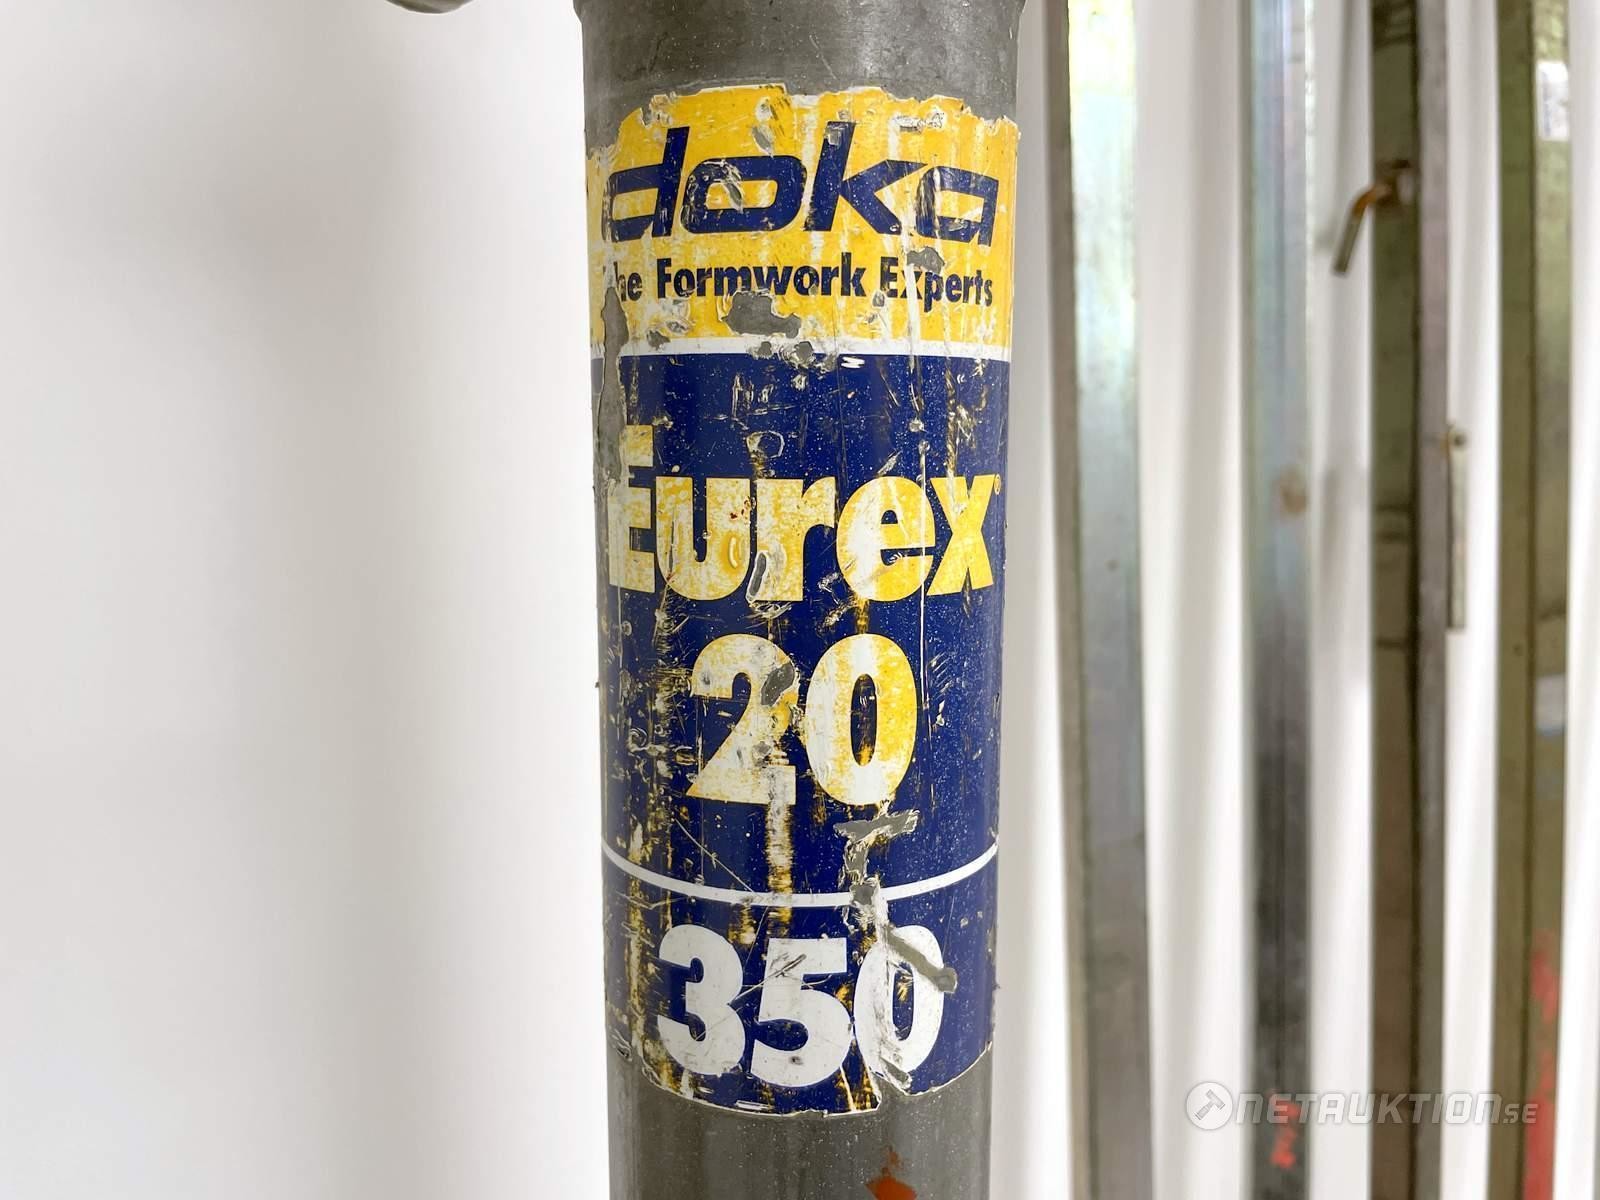 doka
The Formwork Experts
Eurex®
20
350
NETAUKTION.SE